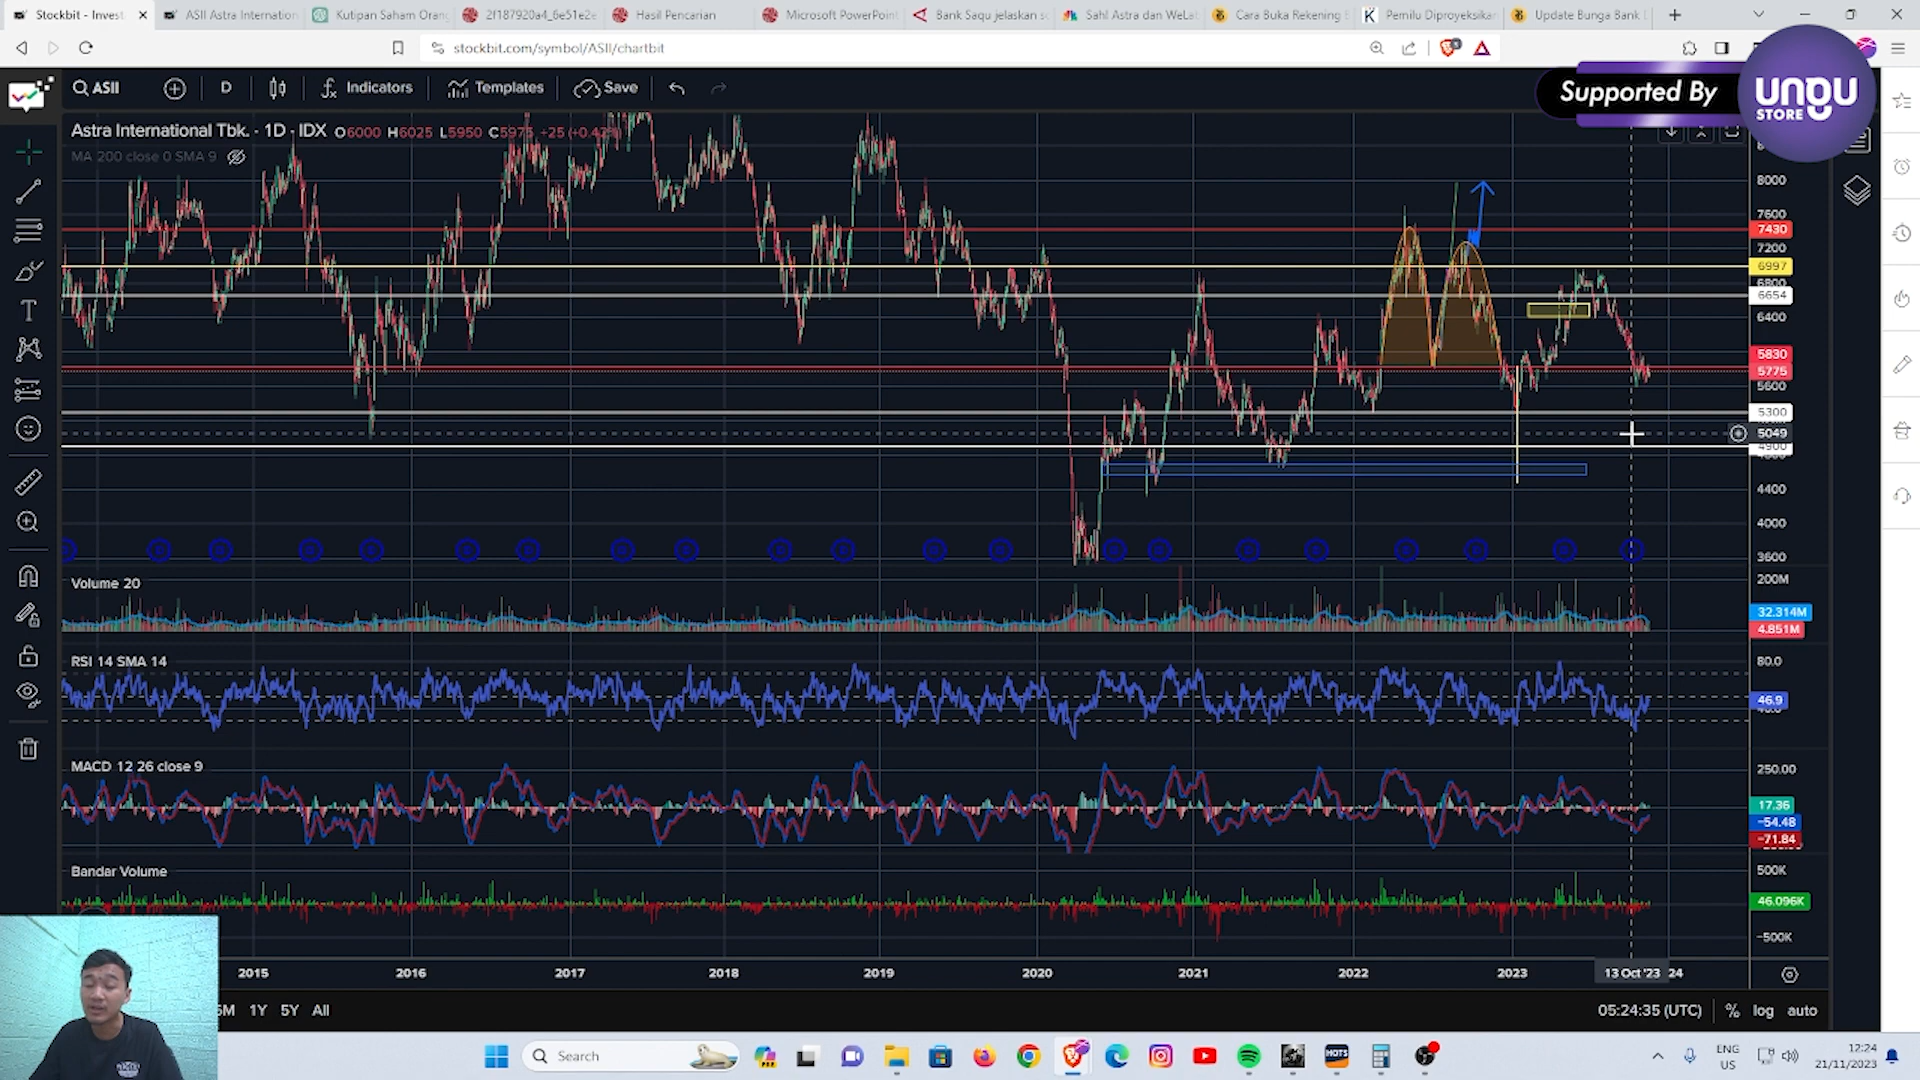 Stockbit - Invest
ASII Astra Internation
Kutipan Saham Orang
2f187920a4_6e51e2e
Hasil Pencarian
Microsoft PowerPoint
Bank Saqu jelaskan so
Sah! Astra dan WeLab
Cara Buka Rekening
Pemilu Diproyeksikan
Update Bunga Bank
stockbit.com/symbol/ASII/chartbit
ASII
D
Indicators
Templates
Save
Supported By
UNGU
STORE
Astra International Tbk. · 1D · IDX O6000 H6025 L5950 C5975 +25
MA 200 close 0 SMA 9
8000
7600
7430
7200
6997
6800
6654
6400
5830
5775
5600
5300
5049
4900
4400
4000
3600
Volume 20
200M
32.314M
4.851M
RSI 14 SMA 14
80.0
46.9
MACD 12 26 close 9
250.00
17.36
-54.48
-71.84
Bandar Volume
500K
46.096K
-500K
2015
2016
2017
2018
2019
2020
2021
2022
2023
13 Oct '23
24
1Y
5Y
All
05:24:35 (UTC)
%
log
auto
Search
HOTS
ENG
US
12:24
21/11/2023